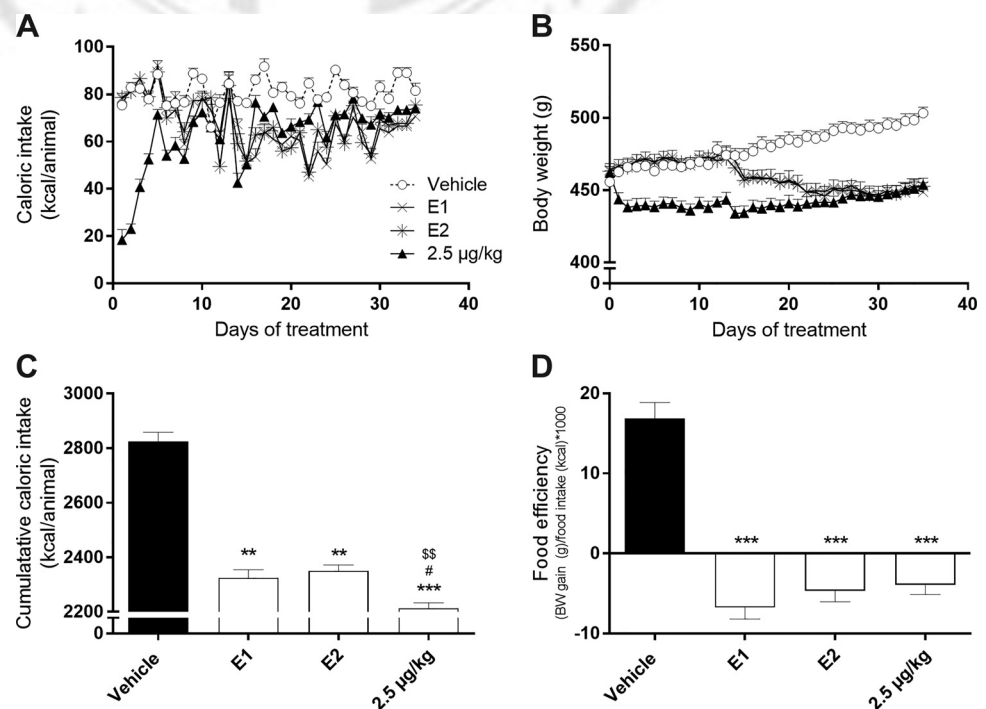 A
Caloric intake
(kcal/animal)
100
80
60
40
20
0
0 10 20 30 40
Days of treatment
Vehicle
E1
E2
2.5 µg/kg
B
Body weight (g)
550
500
450
400
0
0 10 20 30 40
Days of treatment
C
Cumulatative caloric intake
(kcal/animal)
3000
2800
2600
2400
2200
0
** ** $$
#
***
Vehicle E1 E2 2.5 µg/kg
D
Food efficiency
(BW gain (g)/food intake (kcal)*1000
20
10
0
-10
*** *** ***
Vehicle E1 E2 2.5 µg/kg